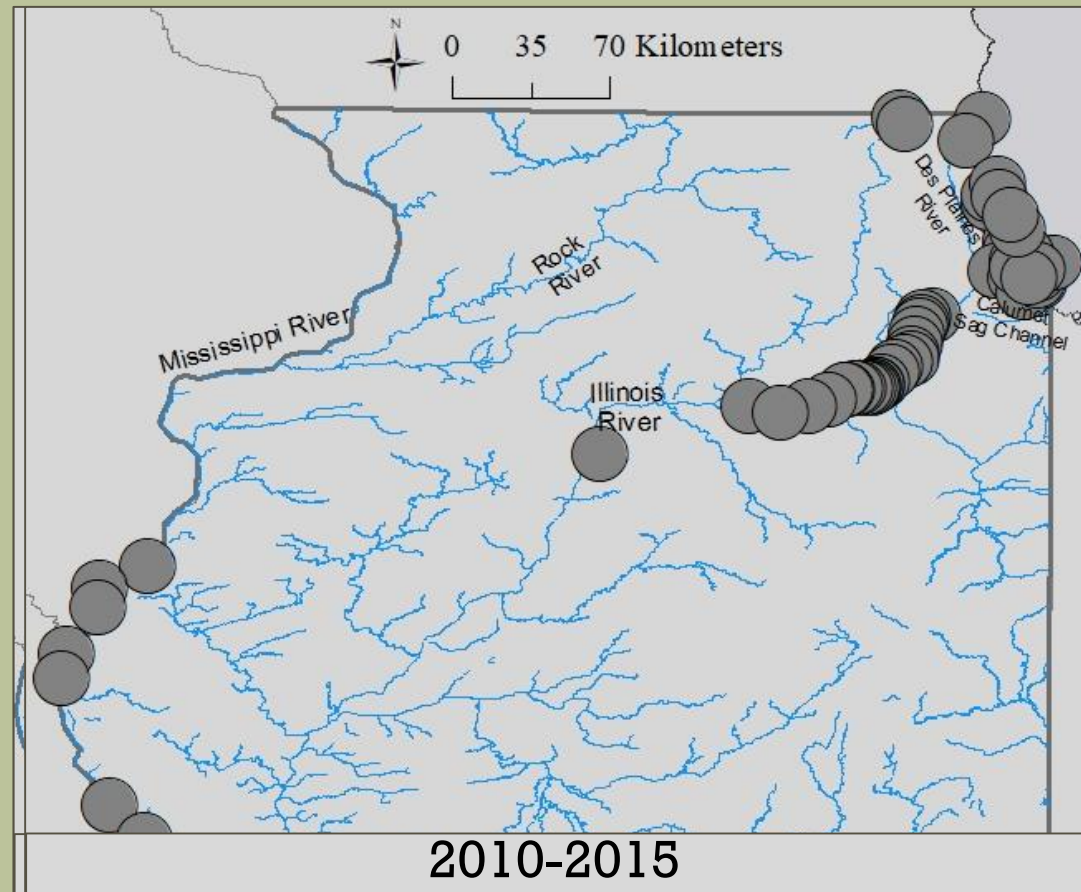 N
0 35 70 Kilometers
Des Plaines
River
Rock
River
Mississippi River
Calumet
Sag Channel
Illinois
River
2010-2015